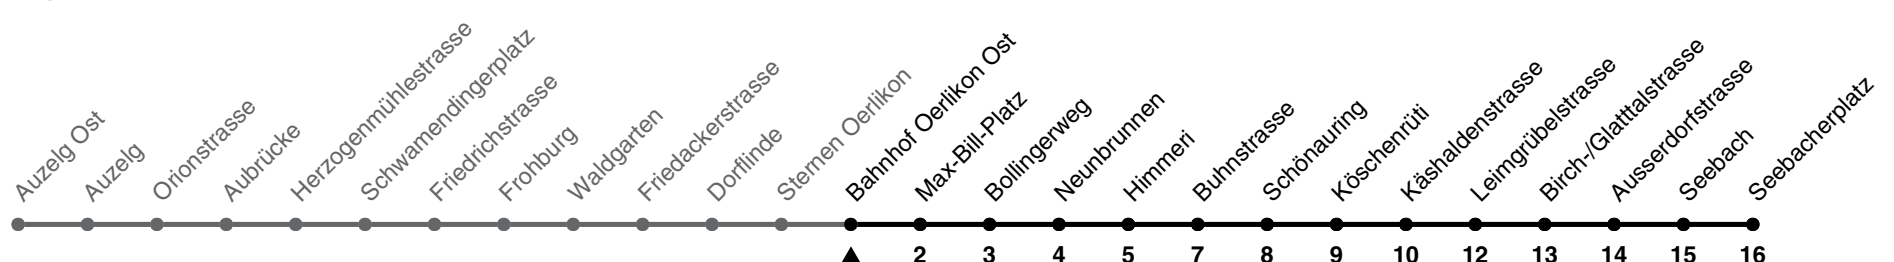 Auzelg Ost
Auzelg
Orionstrasse
Aubrücke
Herzogenmühlestrasse
Schwamendingerplatz
Friedrichstrasse
Frohburg
Waldgarten
Friedackerstrasse
Dorflinde
Sternen Oerlikon
Bahnhof Oerlikon Ost
Max-Bill-Platz
Bollingerweg
Neunbrunnen
Himmeri
Buhnstrasse
Schönauring
Köschenrüti
Käshaldenstrasse
Leimgrübelstrasse
Birch-/Glatttalstrasse
Ausserdorfstrasse
Seebach
Seebacherplatz
2 3 4 5 7 8 9 10 12 13 14 15 16